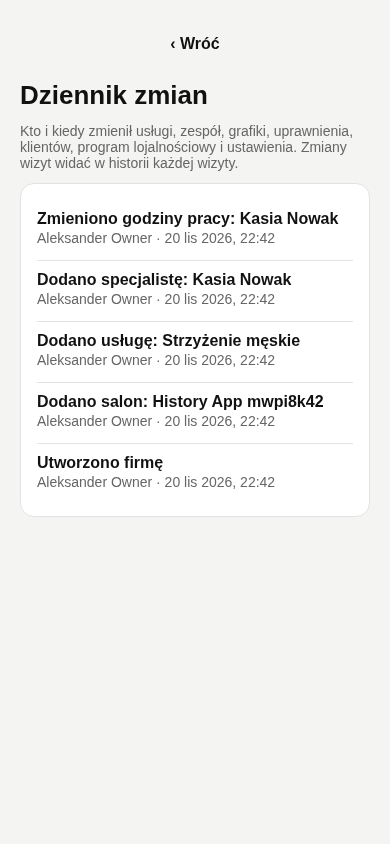 ‹ Wróć
Dziennik zmian
Kto i kiedy zmienił usługi, zespół, grafiki, uprawnienia,
klientów, program lojalnościowy i ustawienia. Zmiany
wizyt widać w historii każdej wizyty.
Zmieniono godziny pracy: Kasia Nowak
Aleksander Owner · 20 lis 2026, 22:42
Dodano specjalistę: Kasia Nowak
Aleksander Owner · 20 lis 2026, 22:42
Dodano usługę: Strzyżenie męskie
Aleksander Owner · 20 lis 2026, 22:42
Dodano salon: History App mwpi8k42
Aleksander Owner · 20 lis 2026, 22:42
Utworzono firmę
Aleksander Owner · 20 lis 2026, 22:42